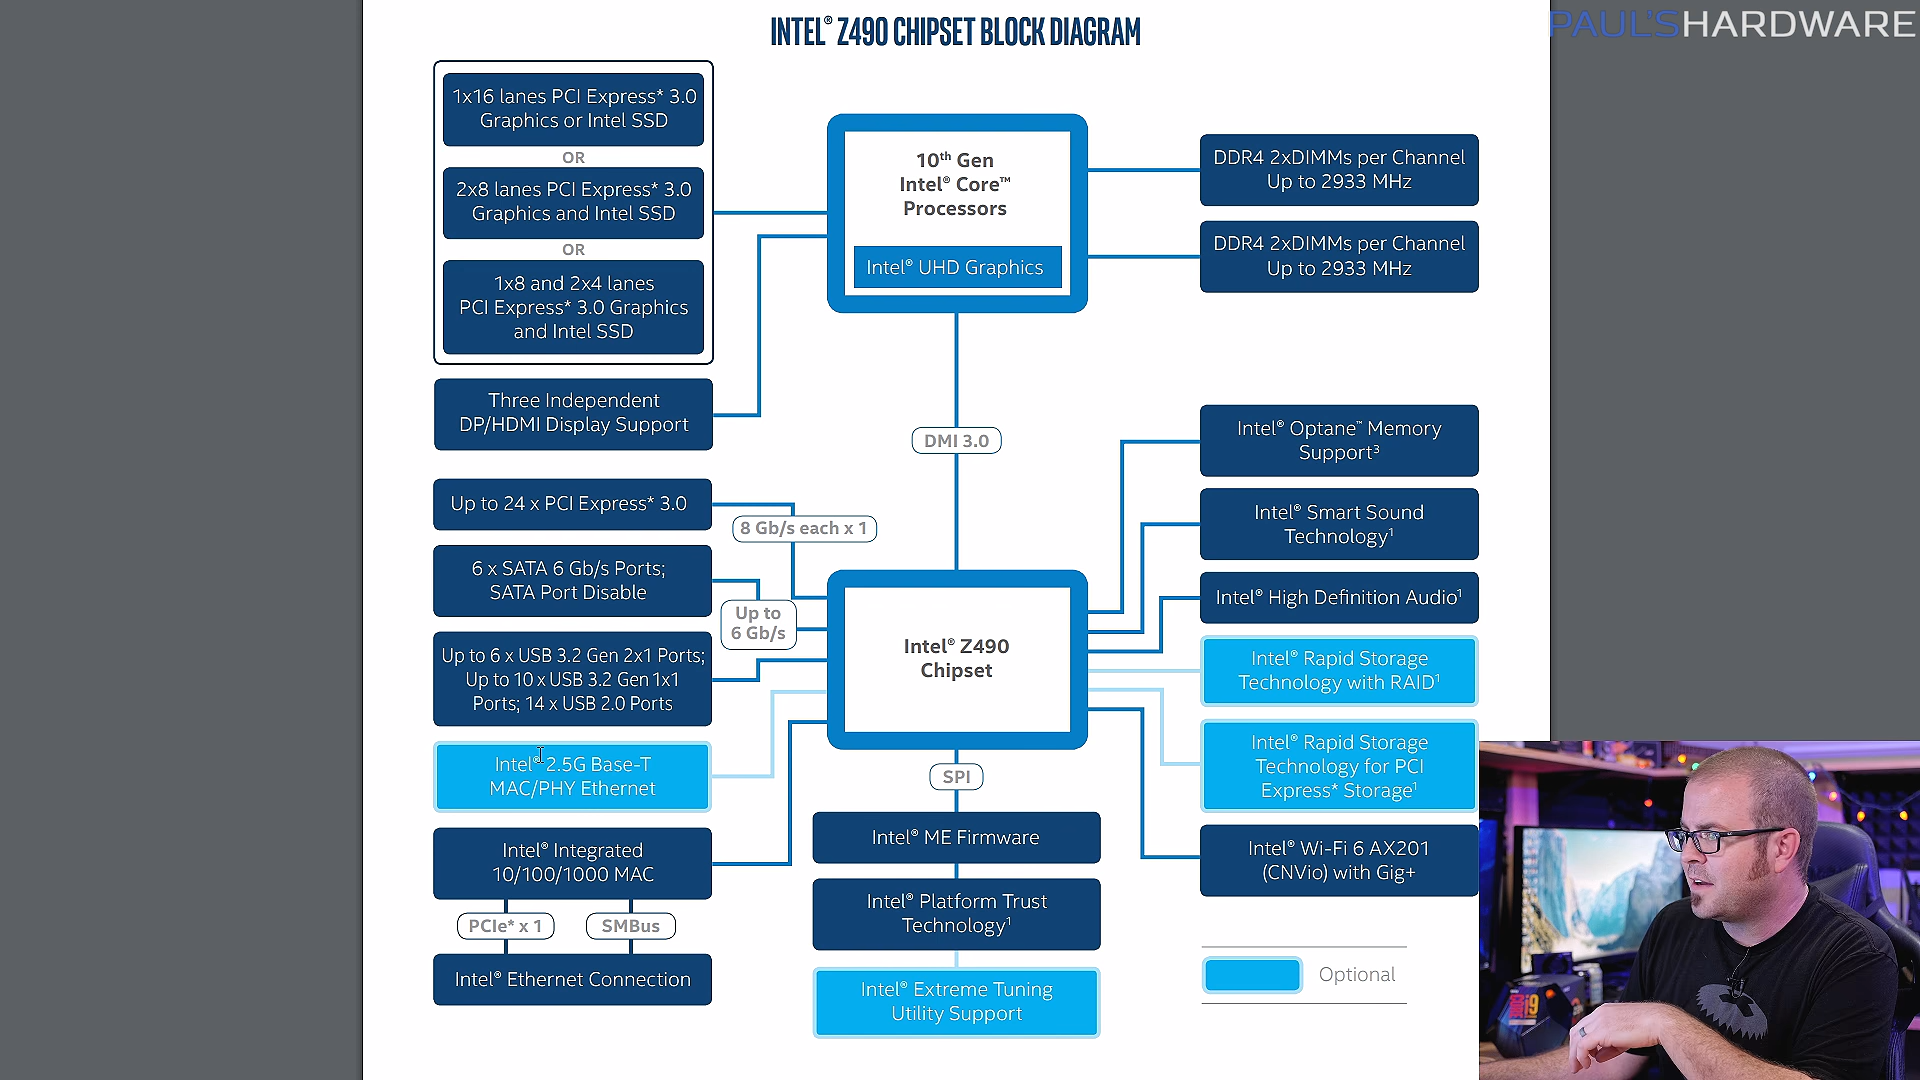 INTEL® Z490 CHIPSET BLOCK DIAGRAM
PAUL'SHARDWARE
1x16 lanes PCI Express* 3.0
Graphics or Intel SSD
OR
2x8 lanes PCI Express* 3.0
Graphics and Intel SSD
OR
1x8 and 2x4 lanes
PCI Express* 3.0 Graphics
and Intel SSD
Three Independent
DP/HDMI Display Support
10th Gen
Intel® Core™
Processors
Intel® UHD Graphics
DDR4 2xDIMMs per Channel
Up to 2933 MHz
DDR4 2xDIMMs per Channel
Up to 2933 MHz
DMI 3.0
Up to 24 x PCI Express* 3.0
8 Gb/s each x 1
6 x SATA 6 Gb/s Ports;
SATA Port Disable
Up to
6 Gb/s
Up to 6 x USB 3.2 Gen 2x1 Ports;
Up to 10 x USB 3.2 Gen 1x1
Ports; 14 x USB 2.0 Ports
Intel® 2.5G Base-T
MAC/PHY Ethernet
Intel® Integrated
10/100/1000 MAC
PCIe* x 1
SMBus
Intel® Ethernet Connection
Intel® Z490
Chipset
SPI
Intel® ME Firmware
Intel® Platform Trust
Technology¹
Intel® Extreme Tuning
Utility Support
Intel® Optane™ Memory
Support³
Intel® Smart Sound
Technology¹
Intel® High Definition Audio¹
Intel® Rapid Storage
Technology with RAID¹
Intel® Rapid Storage
Technology for PCI
Express* Storage¹
Intel® Wi-Fi 6 AX201
(CNVio) with Gig+
Optional
i9